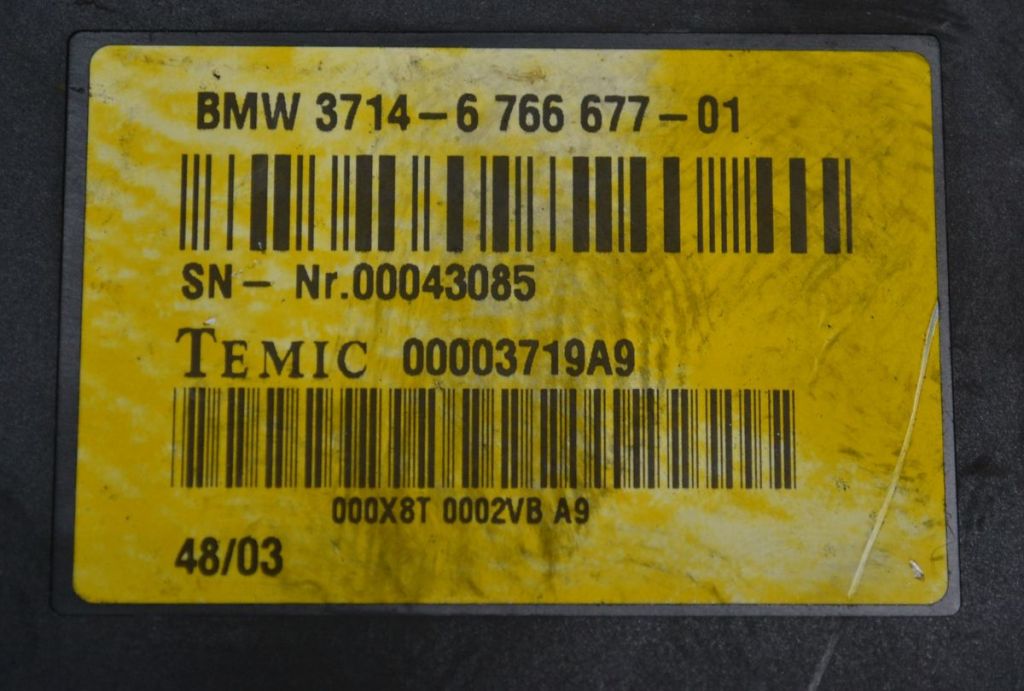 BMW 3714-6 766 677-01
SN- Nr.00043085
TEMIC 00003719A9
000X8T 0002VB A9
48/03